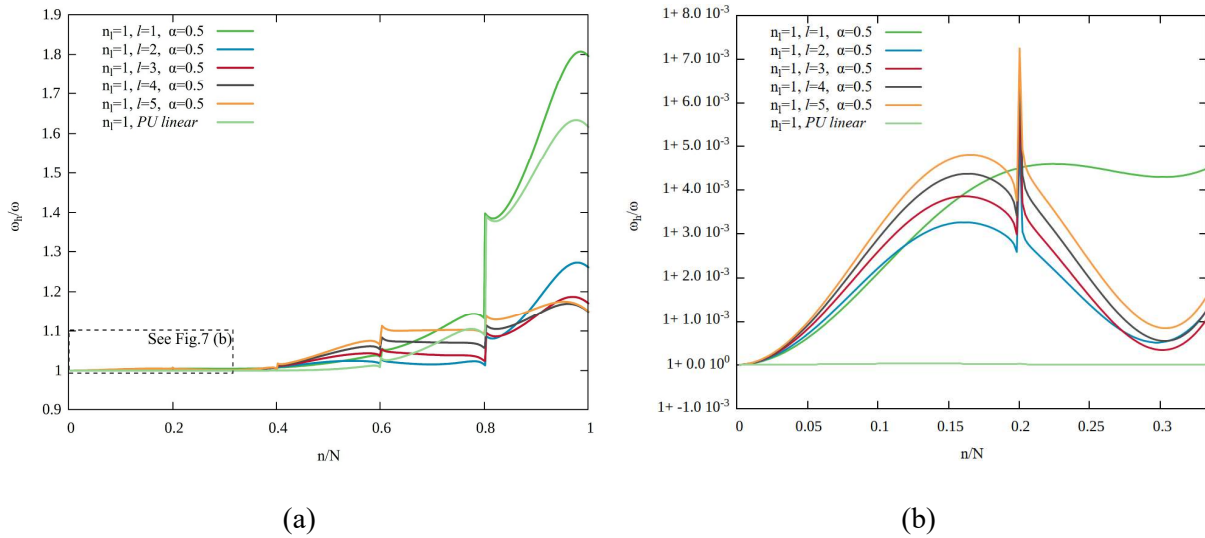 (a)
1.9
1.8
1.7
1.6
1.5
1.4
1.3
1.2
1.1
1.0
0.9
ωh/ω
nl=1, l=1, α=0.5
nl=1, l=2, α=0.5
nl=1, l=3, α=0.5
nl=1, l=4, α=0.5
nl=1, l=5, α=0.5
nl=1, PU linear
See Fig.7 (b)
0 0.2 0.4 0.6 0.8 1
n/N
(a)
(b)
1+ 8.0 10-3
1+ 7.0 10-3
1+ 6.0 10-3
1+ 5.0 10-3
1+ 4.0 10-3
1+ 3.0 10-3
1+ 2.0 10-3
1+ 1.0 10-3
1+ 0.0 100
1+ -1.0 10-3
ωh/ω
nl=1, l=1, α=0.5
nl=1, l=2, α=0.5
nl=1, l=3, α=0.5
nl=1, l=4, α=0.5
nl=1, l=5, α=0.5
nl=1, PU linear
0 0.05 0.1 0.15 0.2 0.25 0.3
n/N
(b)